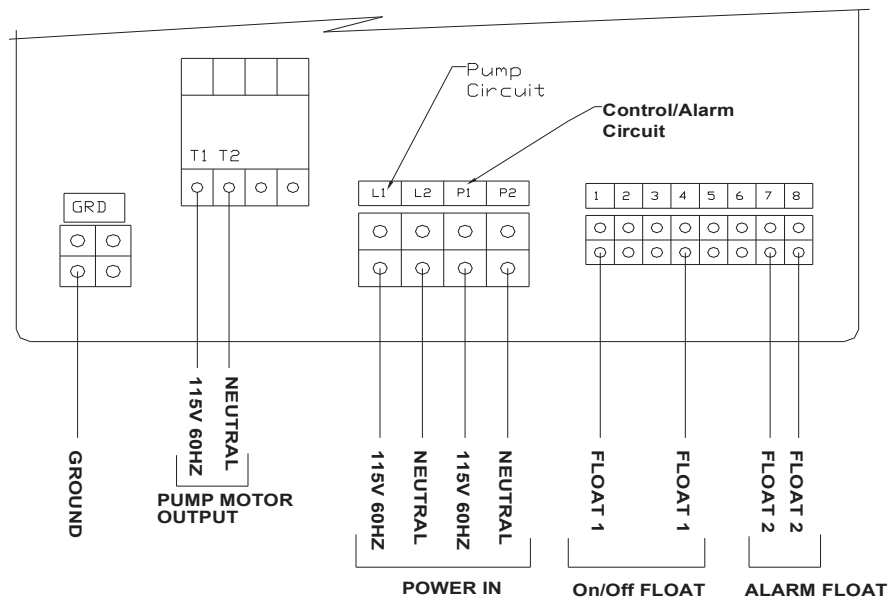 Pump
Circuit
Control/Alarm
Circuit
T1 T2
GRD
L1 L2 P1 P2
1 2 3 4 5 6 7 8
GROUND
115V 60HZ
NEUTRAL
PUMP MOTOR
OUTPUT
115V 60HZ
NEUTRAL
115V 60HZ
NEUTRAL
POWER IN
FLOAT 1
FLOAT 1
On/Off FLOAT
FLOAT 2
FLOAT 2
ALARM FLOAT